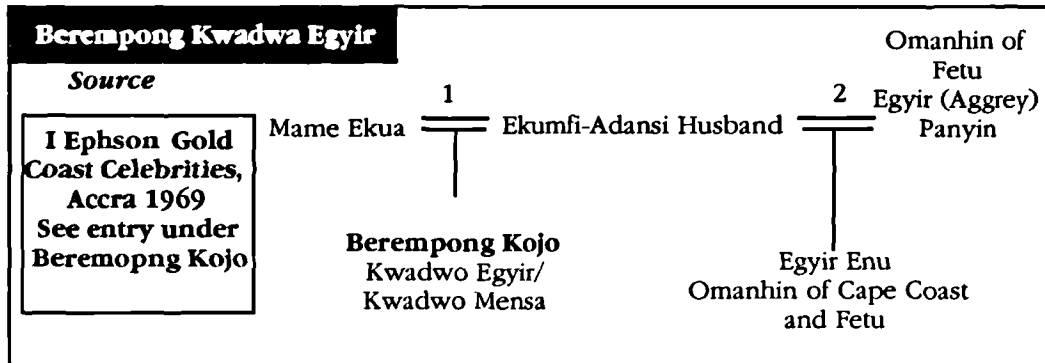 Berempong Kwadwa Egyir
Source
I Ephson Gold
Coast Celebrities,
Accra 1969
See entry under
Beremopng Kojo
1
Mame Ekua
Ekumfi-Adansi Husband
2
Omanhin of
Fetu
Egyir (Aggrey)
Panyin
Berempong Kojo
Kwadwo Egyir/
Kwadwo Mensa
Egyir Enu
Omanhin of Cape Coast
and Fetu